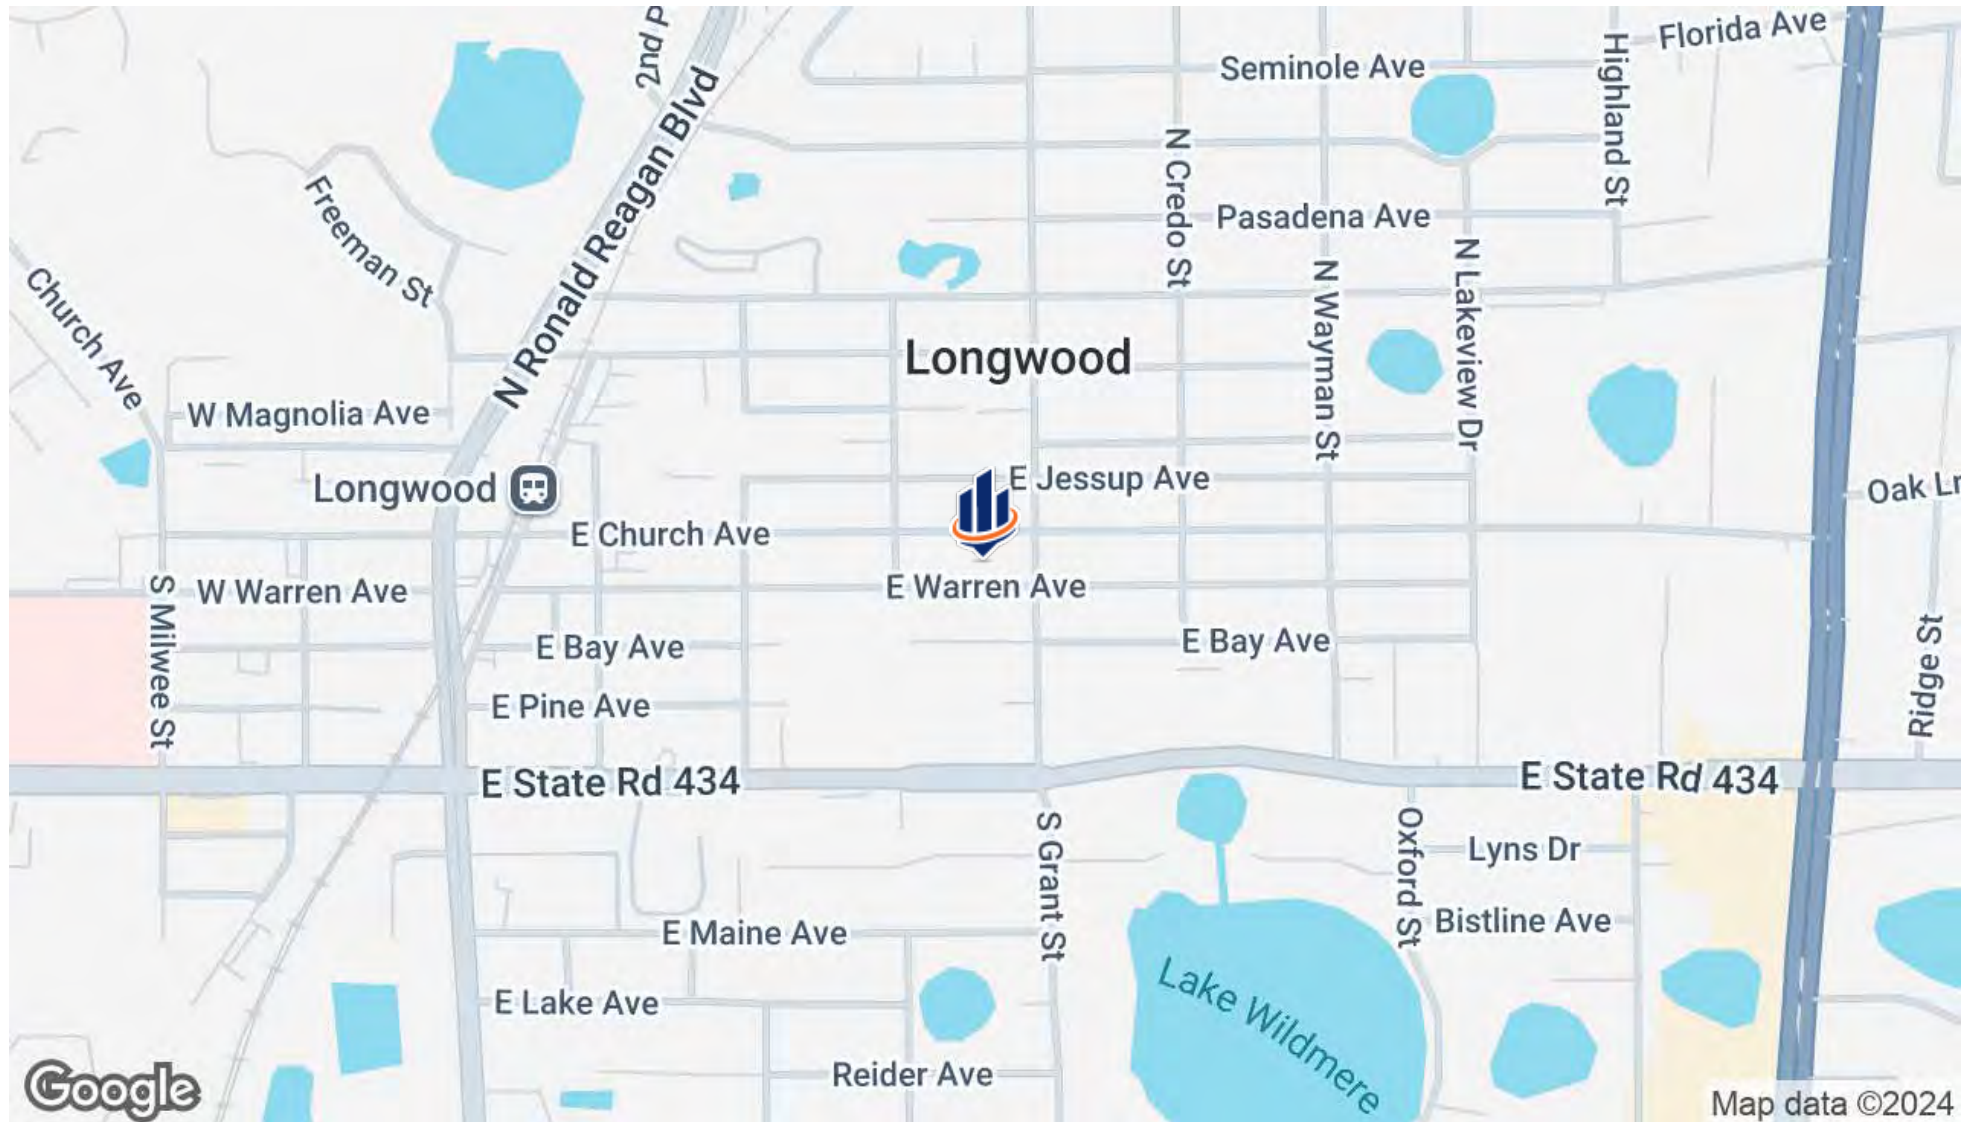 2nd P
Florida Ave
Seminole Ave
Highland St
N Ronald Reagan Blvd
N Credo St
Freeman St
Pasadena Ave
Church Ave
N Wayman St
N Lakeview Dr
Longwood
W Magnolia Ave
Longwood
E Jessup Ave
Oak Ln
E Church Ave
W Warren Ave
E Warren Ave
S Milwee St
E Bay Ave
E Bay Ave
Ridge St
E Pine Ave
E State Rd 434
E State Rd 434
S Grant St
Oxford St
Lyns Dr
Bistline Ave
E Maine Ave
Lake Wildmere
E Lake Ave
Reider Ave
Google
Map data ©2024